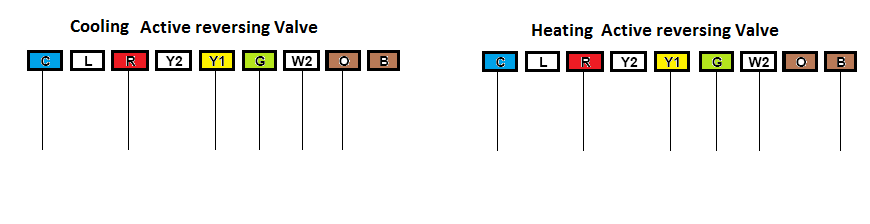 Cooling Active reversing Valve
C L R Y2 Y1 G W2 O B
Heating Active reversing Valve
C L R Y2 Y1 G W2 O B